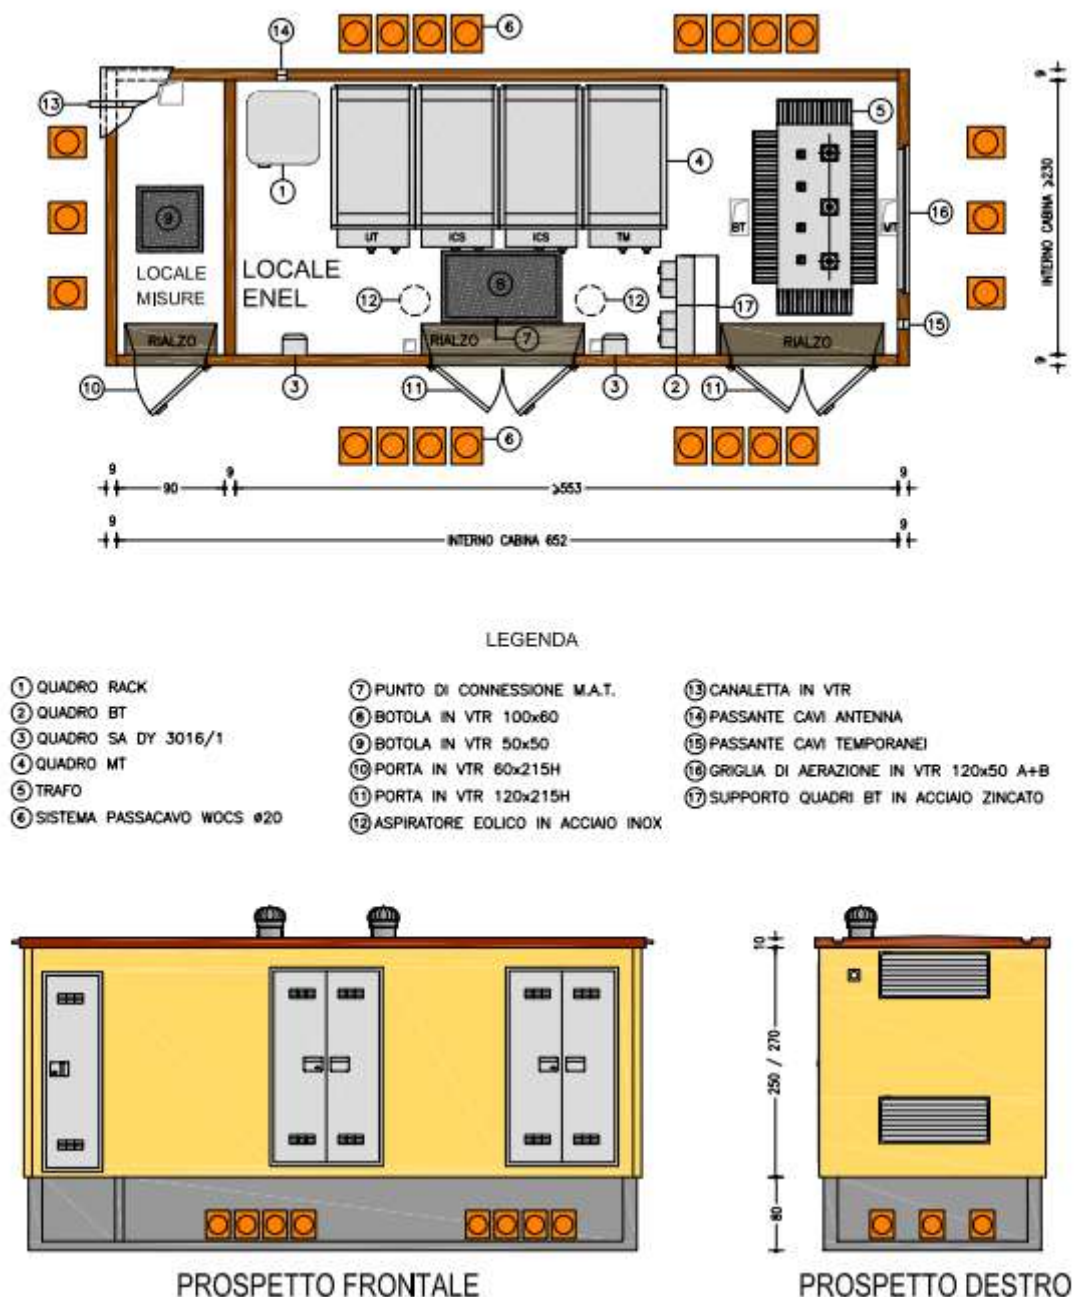 14
6
13
5
9
1
4
16
BT
MT
UT
ICS
ICS
TM
8
LOCALE
MISURE
LOCALE
ENEL
12
12
17
15
RIALZO
RIALZO
7
RIALZO
10
3
11
3
2
11
6
9
INTERNO CABINA ⩾230
9
9
90
9
⩾553
9
9
INTERNO CABINA 652
9
LEGENDA
1 QUADRO RACK
2 QUADRO BT
3 QUADRO SA DY 3016/1
4 QUADRO MT
5 TRAFO
6 SISTEMA PASSACAVO WOCS ø20
7 PUNTO DI CONNESSIONE M.A.T.
8 BOTOLA IN VTR 100x60
9 BOTOLA IN VTR 50x50
10 PORTA IN VTR 60x215H
11 PORTA IN VTR 120x215H
12 ASPIRATORE EOLICO IN ACCIAIO INOX
13 CANALETTA IN VTR
14 PASSANTE CAVI ANTENNA
15 PASSANTE CAVI TEMPORANEI
16 GRIGLIA DI AERAZIONE IN VTR 120x50 A+B
17 SUPPORTO QUADRI BT IN ACCIAIO ZINCATO
10
250 / 270
80
PROSPETTO FRONTALE
PROSPETTO DESTRO